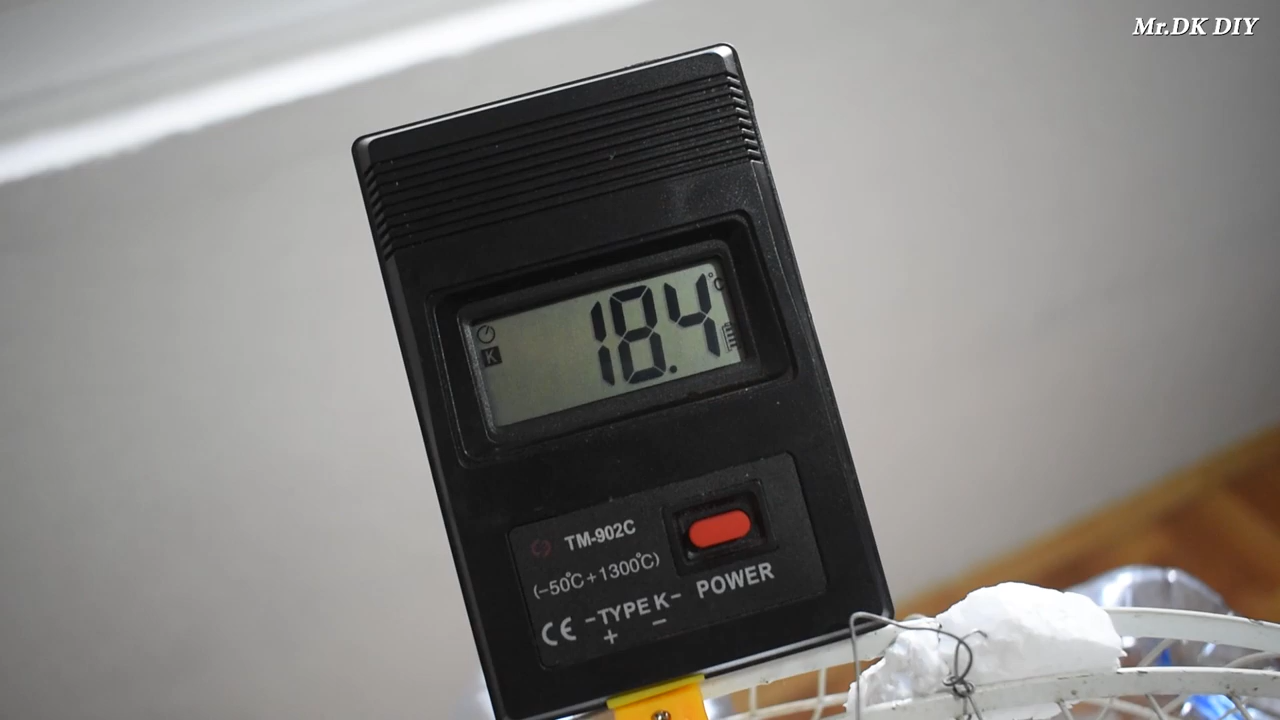 Mr.DK DIY
18.4 °C
K
TM-902C
(-50℃+1300℃)
POWER
CE -TYPE K-
+ -